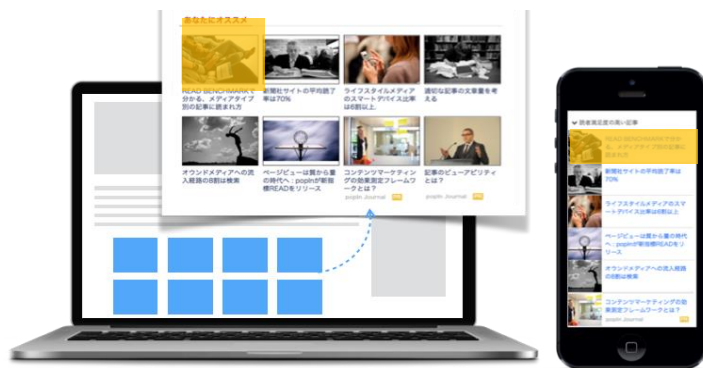 あなたにオススメ
READ BENCHMARKで
分かる、メディアタイプ
別の記事に読まれ方
新聞社サイトの平均読了
率は70%
ライフスタイルメディア
のスマートデバイス比率
は6割以上
適切な記事の文章量を考
える
オウンドメディアへの流
入経路の8割は検索
ページビューは質から量
の時代へ：popInが新指
標READをリリース
コンテンツマーケティン
グの効果測定フレームワ
ークとは？
popIn Journal
記事のビューアビリティ
とは？
popIn Journal
読者満足度の高い記事
READ BENCHMARKで分か
る、メディアタイプ別の記事に
読まれ方
新聞社サイトの平均読了率は
70%
ライフスタイルメディアのスマ
ートデバイス比率は6割以上
ページビューは質から量の時代
へ：popInが新指標READをリ
リース
オウンドメディアへの流入経路
の8割は検索
コンテンツマーケティングの効
果測定フレームワークとは？
popIn Journal